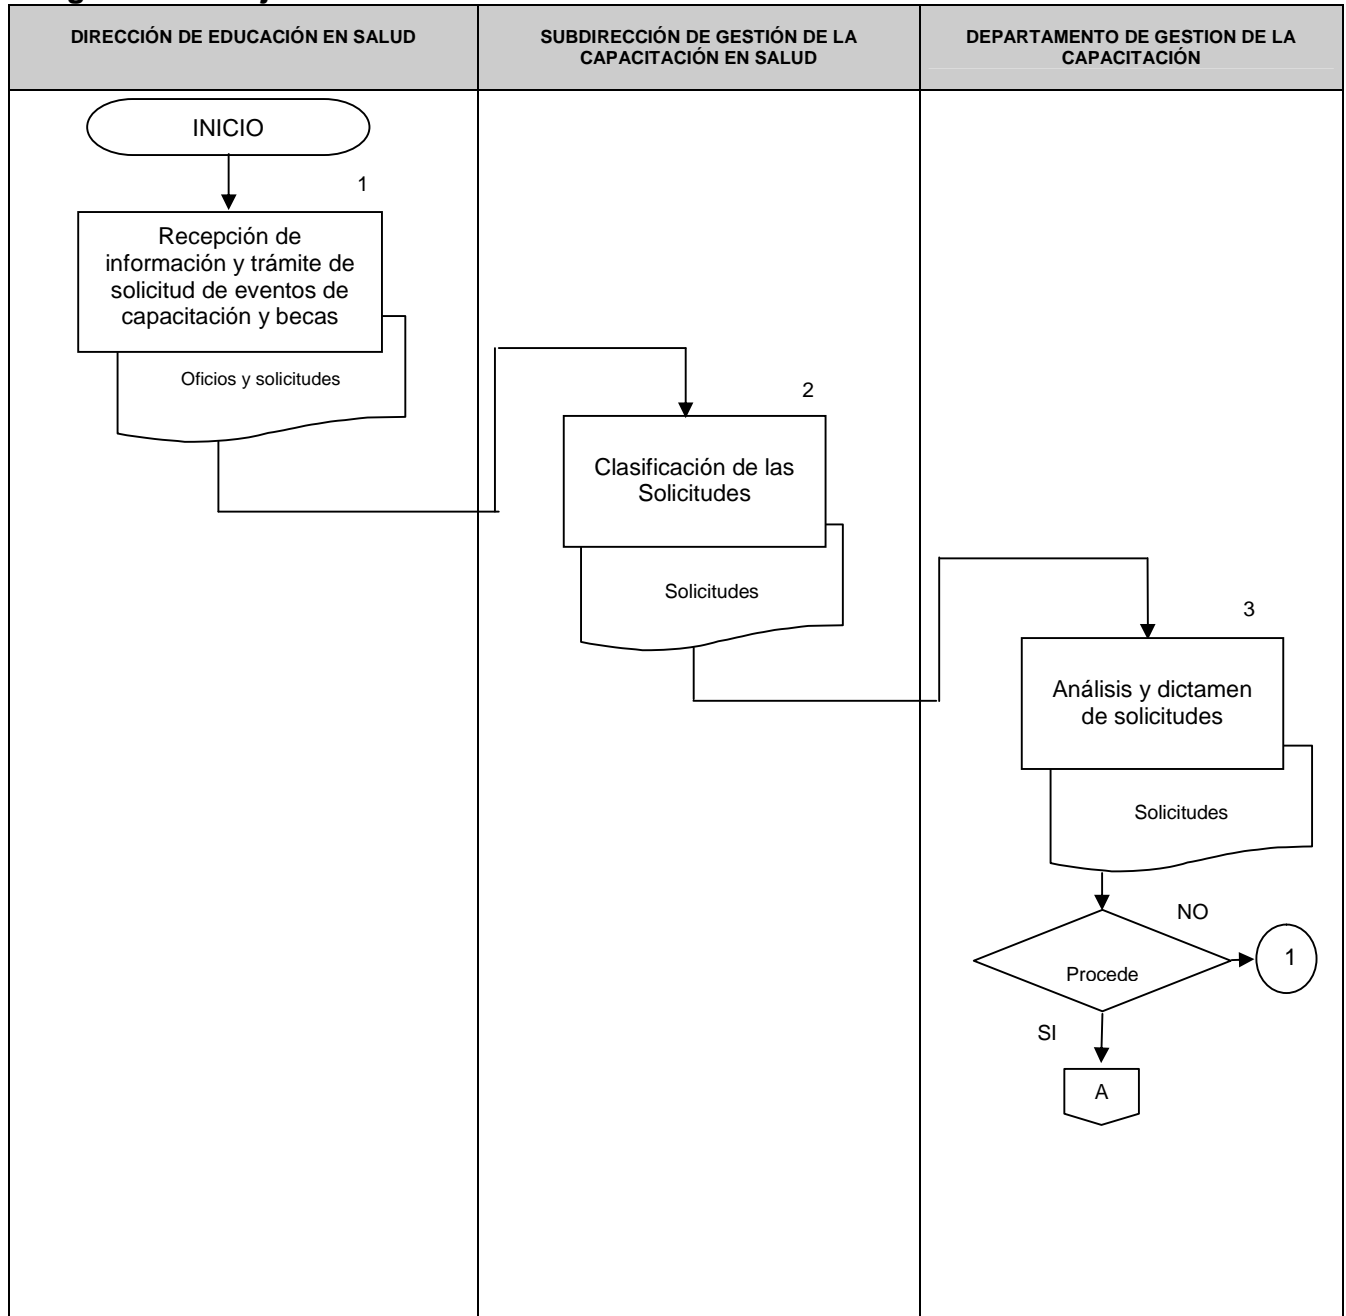 DIRECCIÓN DE EDUCACIÓN EN SALUD
SUBDIRECCIÓN DE GESTIÓN DE LA
CAPACITACIÓN EN SALUD
DEPARTAMENTO DE GESTION DE LA
CAPACITACIÓN
INICIO
1
Recepción de
información y trámite de
solicitud de eventos de
capacitación y becas
Oficios y solicitudes
2
Clasificación de las
Solicitudes
Solicitudes
3
Análisis y dictamen
de solicitudes
Solicitudes
NO
Procede
1
SI
A